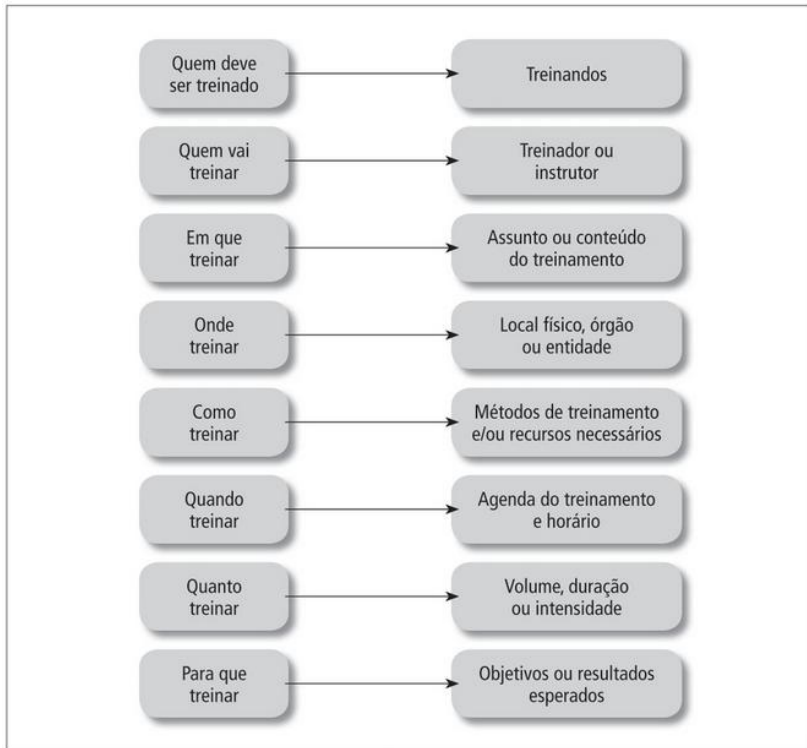 Quem deve
ser treinado
Treinandos
Quem vai
treinar
Treinador ou
instrutor
Em que
treinar
Assunto ou conteúdo
do treinamento
Onde
treinar
Local físico, órgão
ou entidade
Como
treinar
Métodos de treinamento
e/ou recursos necessários
Quando
treinar
Agenda do treinamento
e horário
Quanto
treinar
Volume, duração
ou intensidade
Para que
treinar
Objetivos ou resultados
esperados